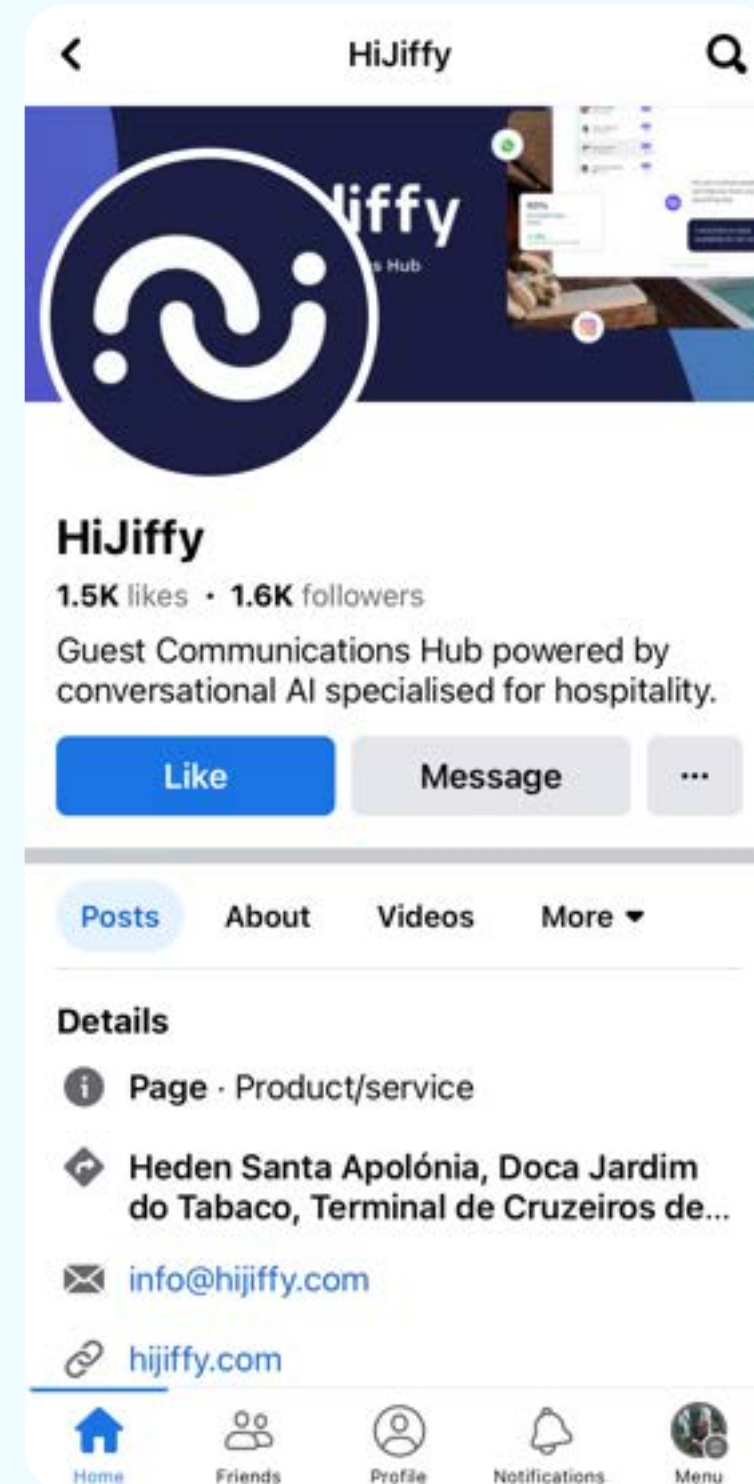 HiJiffy
Jiffy
s Hub
HiJiffy
1.5K likes · 1.6K followers
Guest Communications Hub powered by
conversational AI specialised for hospitality.
Like
Message
Posts
About
Videos
More
Details
Page · Product/service
Heden Santa Apolónia, Doca Jardim
do Tabaco, Terminal de Cruzeiros de...
info@hijiffy.com
hijiffy.com
Home
Friends
Profile
Notifications
Menu